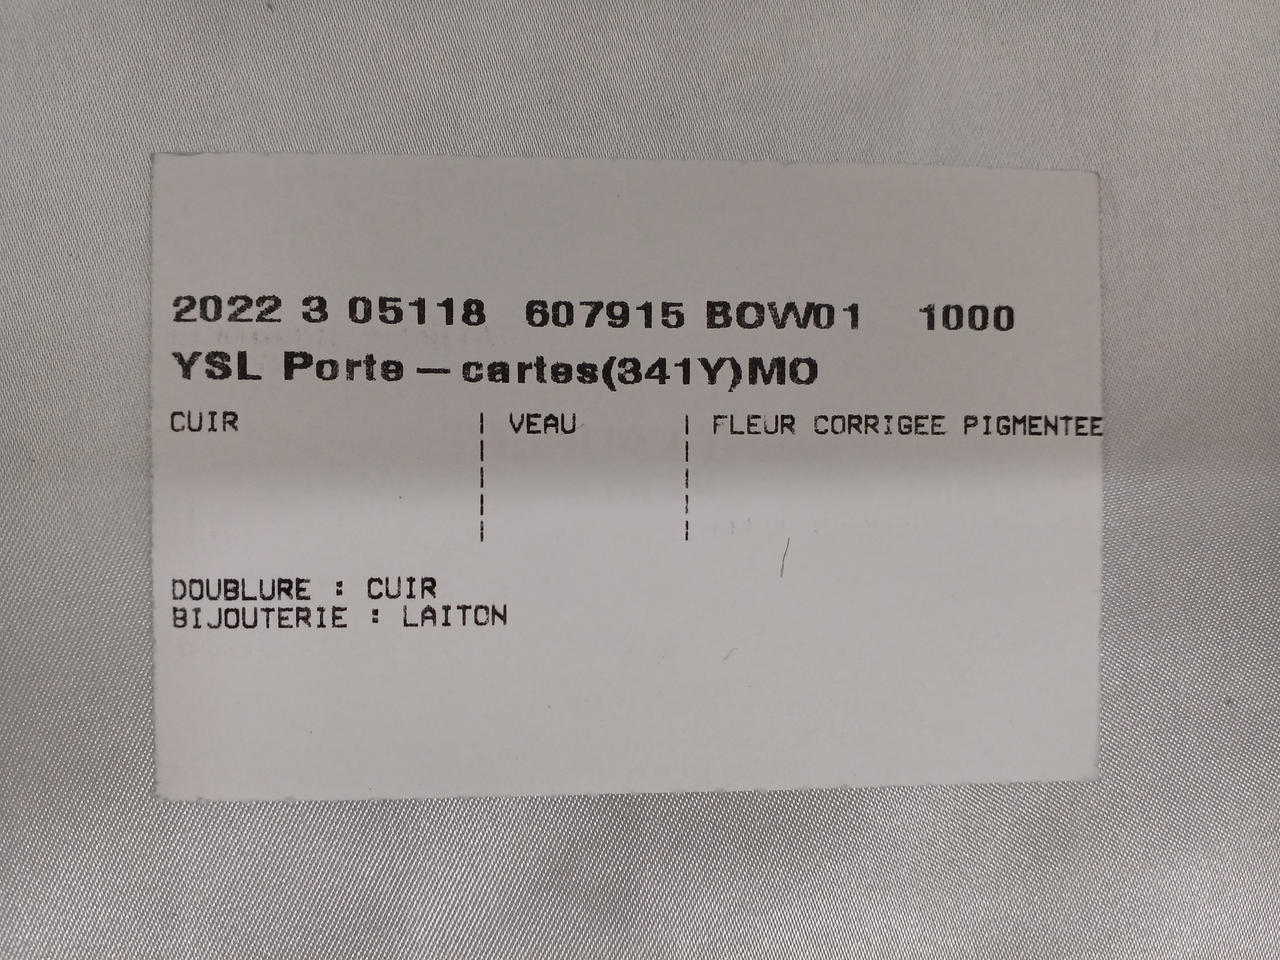 2022 3 05118 607915 BOW01 1000
YSL Porte-cartes(341Y)MO
CUIR | VEAU | FLEUR CORRIGEE PIGMENTEE
DOUBLURE : CUIR
BIJOUTERIE : LAITON